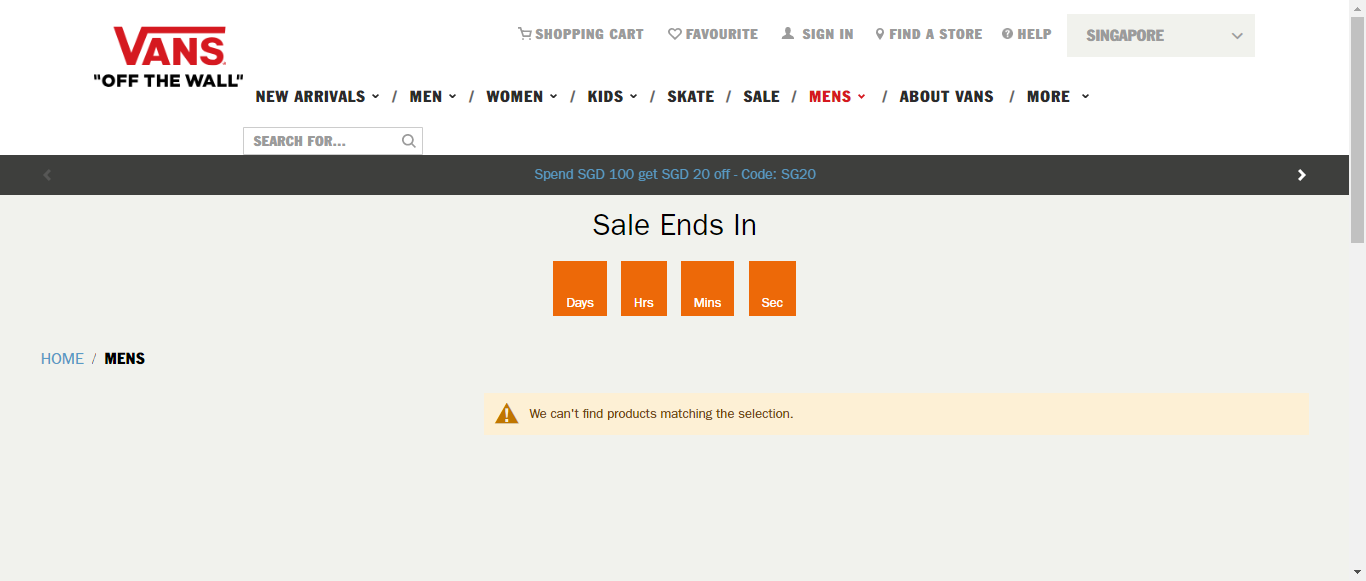 VANS
"OFF THE WALL"
SHOPPING CART FAVOURITE SIGN IN FIND A STORE HELP SINGAPORE
NEW ARRIVALS / MEN / WOMEN / KIDS / SKATE / SALE / MENS / ABOUT VANS / MORE
SEARCH FOR...
Spend SGD 100 get SGD 20 off - Code: SG20
Sale Ends In
Days Hrs Mins Sec
HOME / MENS
We can't find products matching the selection.